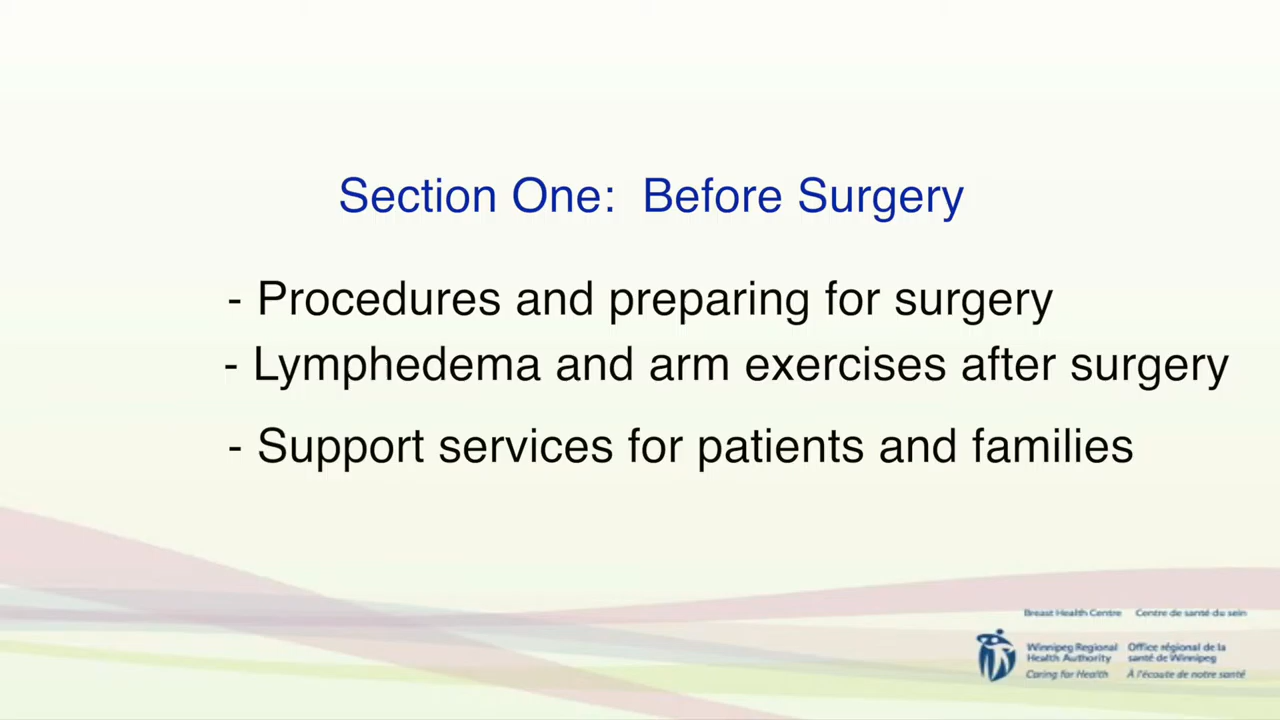 Section One: Before Surgery
- Procedures and preparing for surgery
- Lymphedema and arm exercises after surgery
- Support services for patients and families
Breast Health Centre Centre de santé du sein
Winnipeg Regional Office régional de la
Health Authority santé de Winnipeg
Caring for Health À l'écoute de notre santé